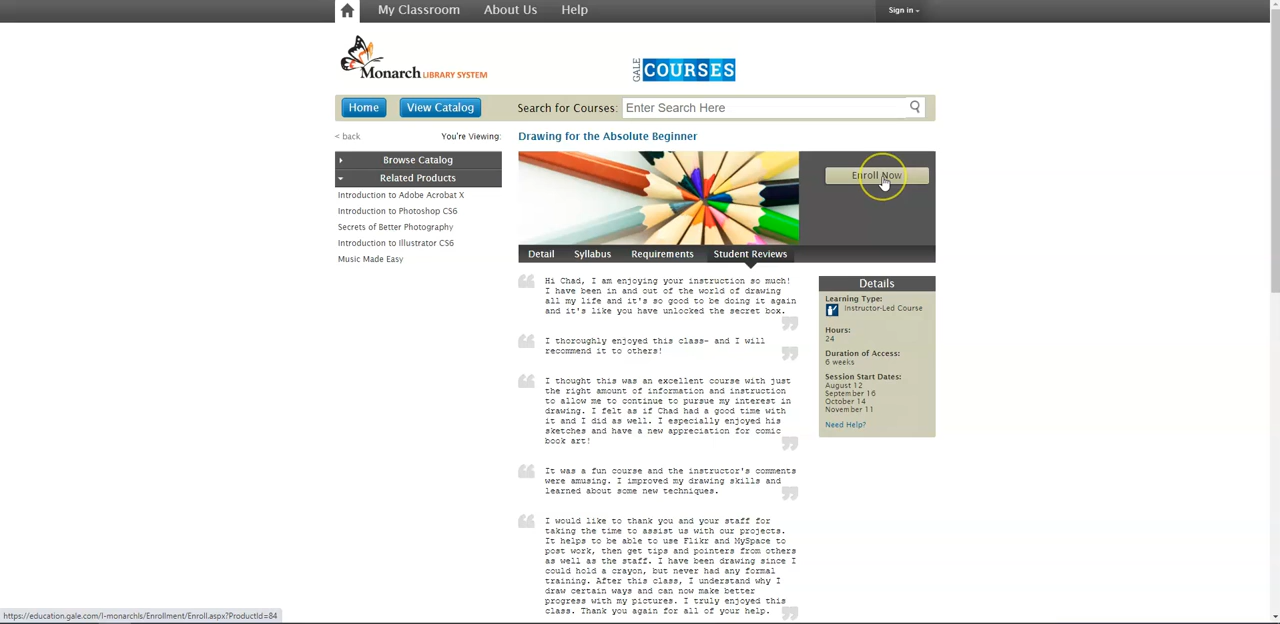 My Classroom About Us Help Sign in
Monarch LIBRARY SYSTEM
GALE COURSES
Home View Catalog Search for Courses: Enter Search Here
< back You're Viewing: Drawing for the Absolute Beginner
Browse Catalog
Related Products
Introduction to Adobe Acrobat X
Introduction to Photoshop CS6
Secrets of Better Photography
Introduction to Illustrator CS6
Music Made Easy
Enroll Now
Detail Syllabus Requirements Student Reviews
Hi Chad, I am enjoying your instruction so much!
I have been in and out of the world of drawing
all my life and it's so good to be doing it again
and it's like you have unlocked the secret box.
I thoroughly enjoyed this class- and I will
recommend it to others!
I thought this was an excellent course with just
the right amount of information and instruction
to allow me to continue to pursue my interest in
drawing. I felt as if Chad had a good time with
it and I did as well. I especially enjoyed his
sketches and have a new appreciation for comic
book art!
It was a fun course and the instructor's comments
were amusing. I improved my drawing skills and
learned about some new techniques.
I would like to thank you and your staff for
taking the time to assist us with our projects.
It helps to be able to use Flikr and MySpace to
post work, then get tips and pointers from others
as well as the staff. I have been drawing since I
could hold a crayon, but never had any formal
training. After this class, I understand why I
draw certain ways and can now make better
progress with my pictures. I truly enjoyed this
class. Thank you again for all of your help.
Details
Learning Type:
Instructor-Led Course
Hours:
24
Duration of Access:
6 weeks
Session Start Dates:
August 12
September 16
October 14
November 11
Need Help?
https://education.gale.com/l-monarchls/Enrollment/Enroll.aspx?ProductId=84